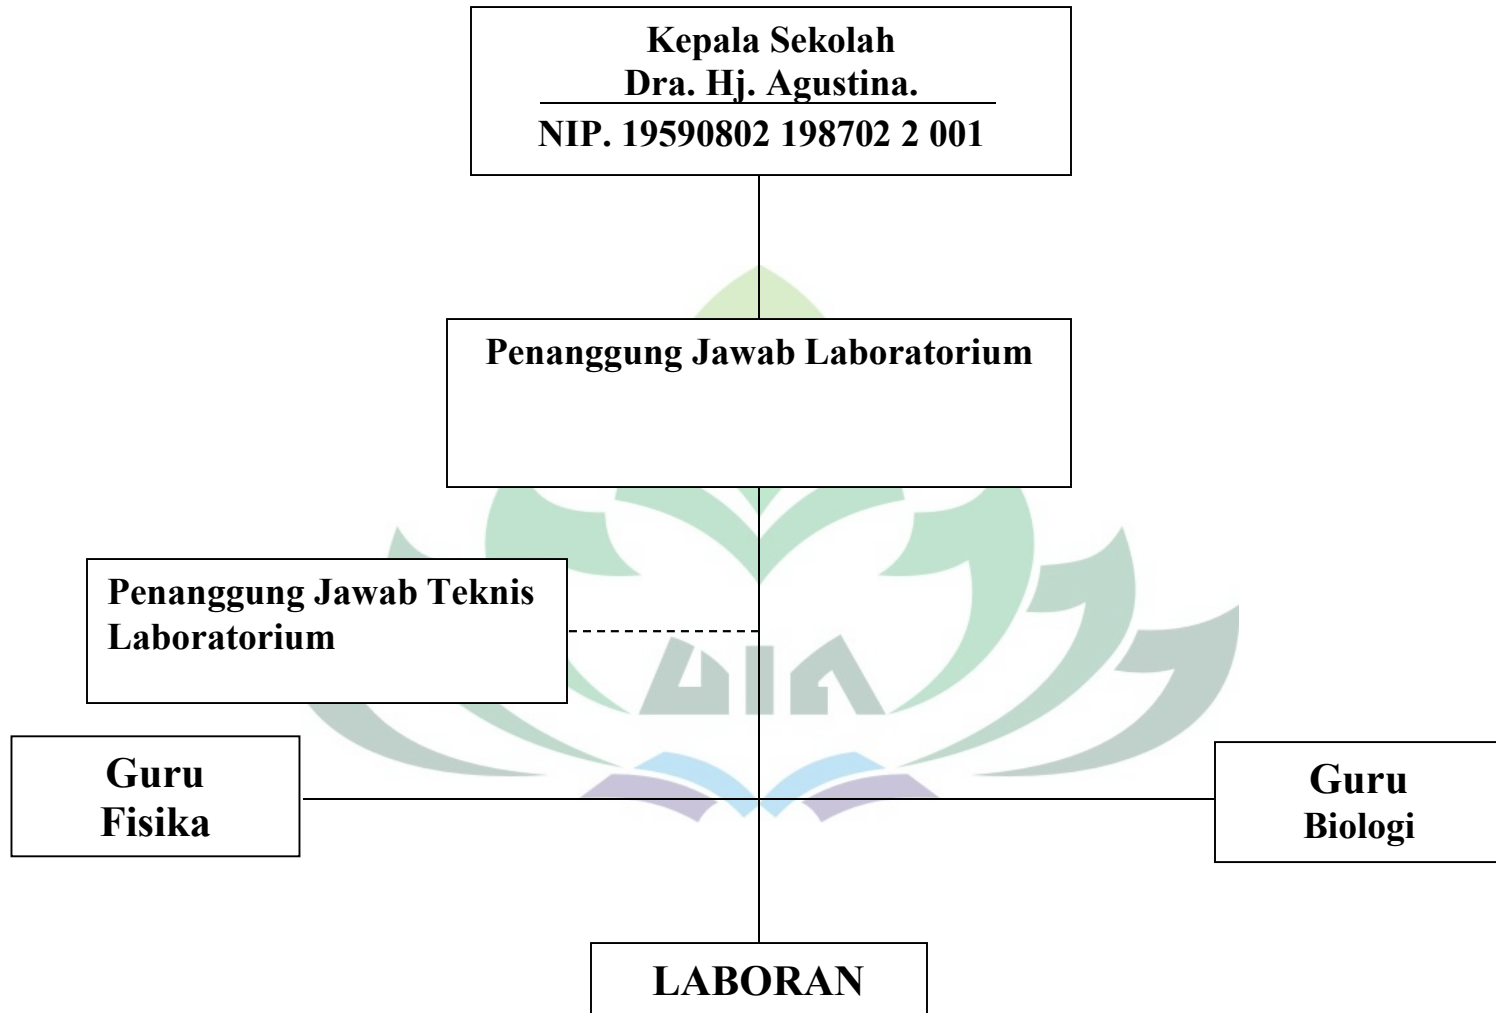 Kepala Sekolah
Dra. Hj. Agustina.
NIP. 19590802 198702 2 001
Penanggung Jawab Laboratorium
Penanggung Jawab Teknis
Laboratorium
Guru
Fisika
Guru
Biologi
LABORAN
UIN